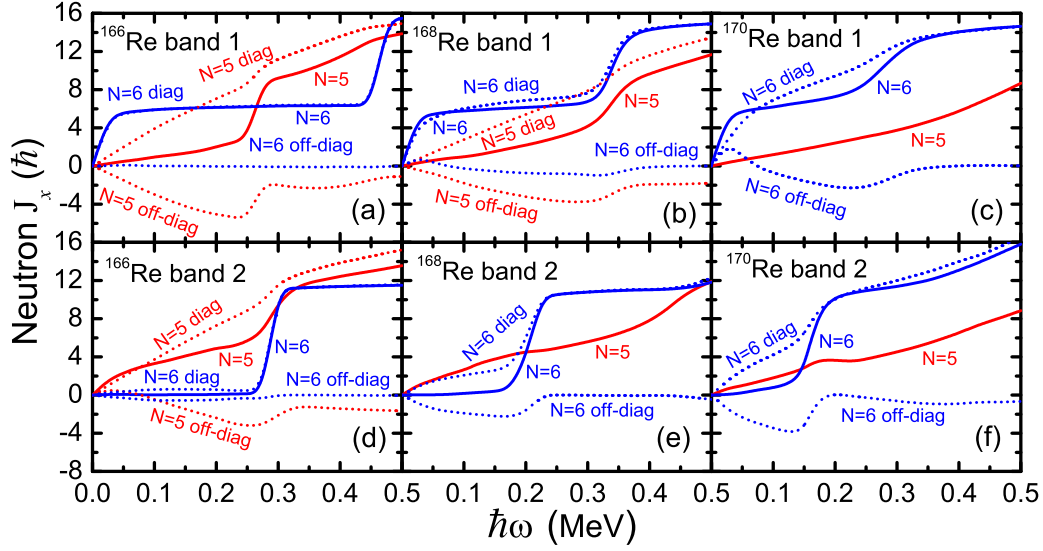 16
12
8
4
0
-4
¹⁶⁶Re band 1
N=5 diag
N=5
N=6 diag
N=6
N=6 off-diag
N=5 off-diag
(a)
¹⁶⁸Re band 1
N=6 diag
N=5
N=6
N=5 diag
N=6 off-diag
N=5 off-diag
(b)
¹⁷⁰Re band 1
N=6 diag
N=6
N=5
N=6 off-diag
(c)
Neutron Jₓ (ℏ)
16
12
8
4
0
-4
-8
¹⁶⁶Re band 2
N=5 diag
N=5
N=6
N=6 diag
N=6 off-diag
N=5 off-diag
(d)
¹⁶⁸Re band 2
N=6 diag
N=5
N=6
N=6 off-diag
(e)
¹⁷⁰Re band 2
N=6 diag
N=6
N=5
N=6 off-diag
(f)
0.0 0.1 0.2 0.3 0.4 0.5 0.1 0.2 0.3 0.4 0.5 0.1 0.2 0.3 0.4 0.5
ℏω (MeV)